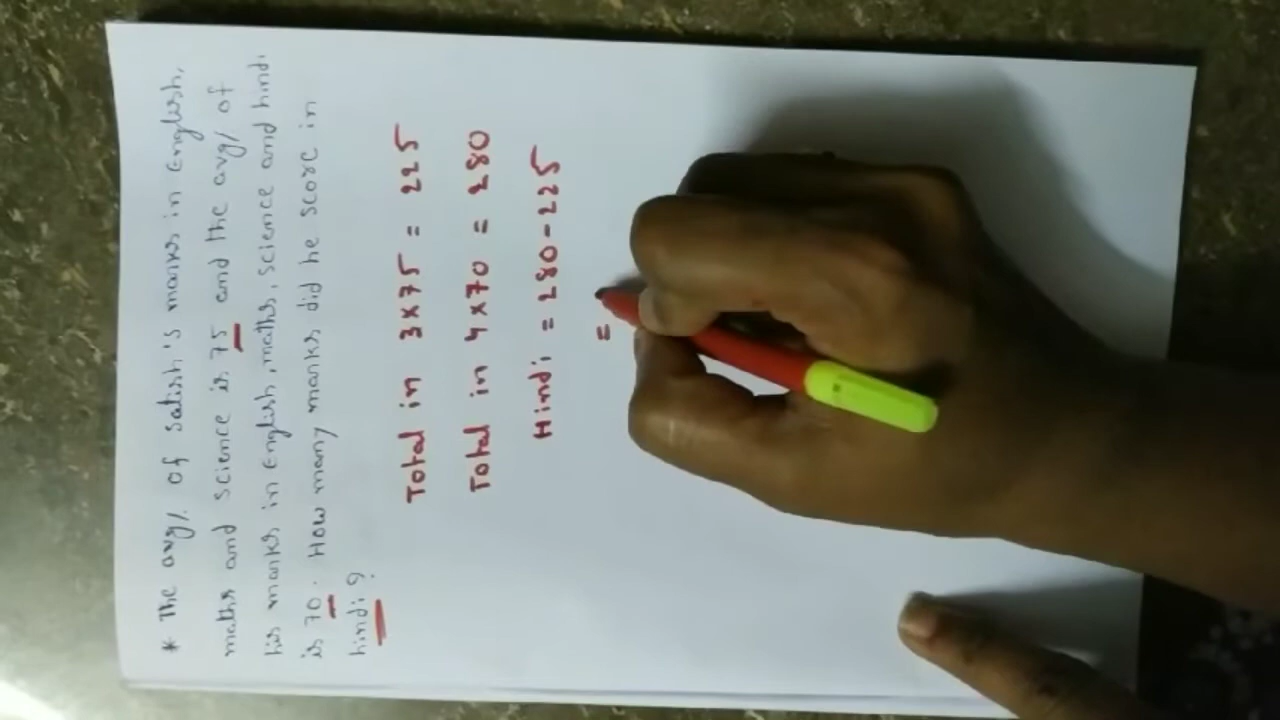 * The avg/. of satish's marks in English,
maths and science is 75 and the avg/. of
his marks in English, maths, science and hindi
is 70. How many marks did he score in
hindi?
Total in 3x75 = 225
Total in 4x70 = 280
Hindi = 280-225
=